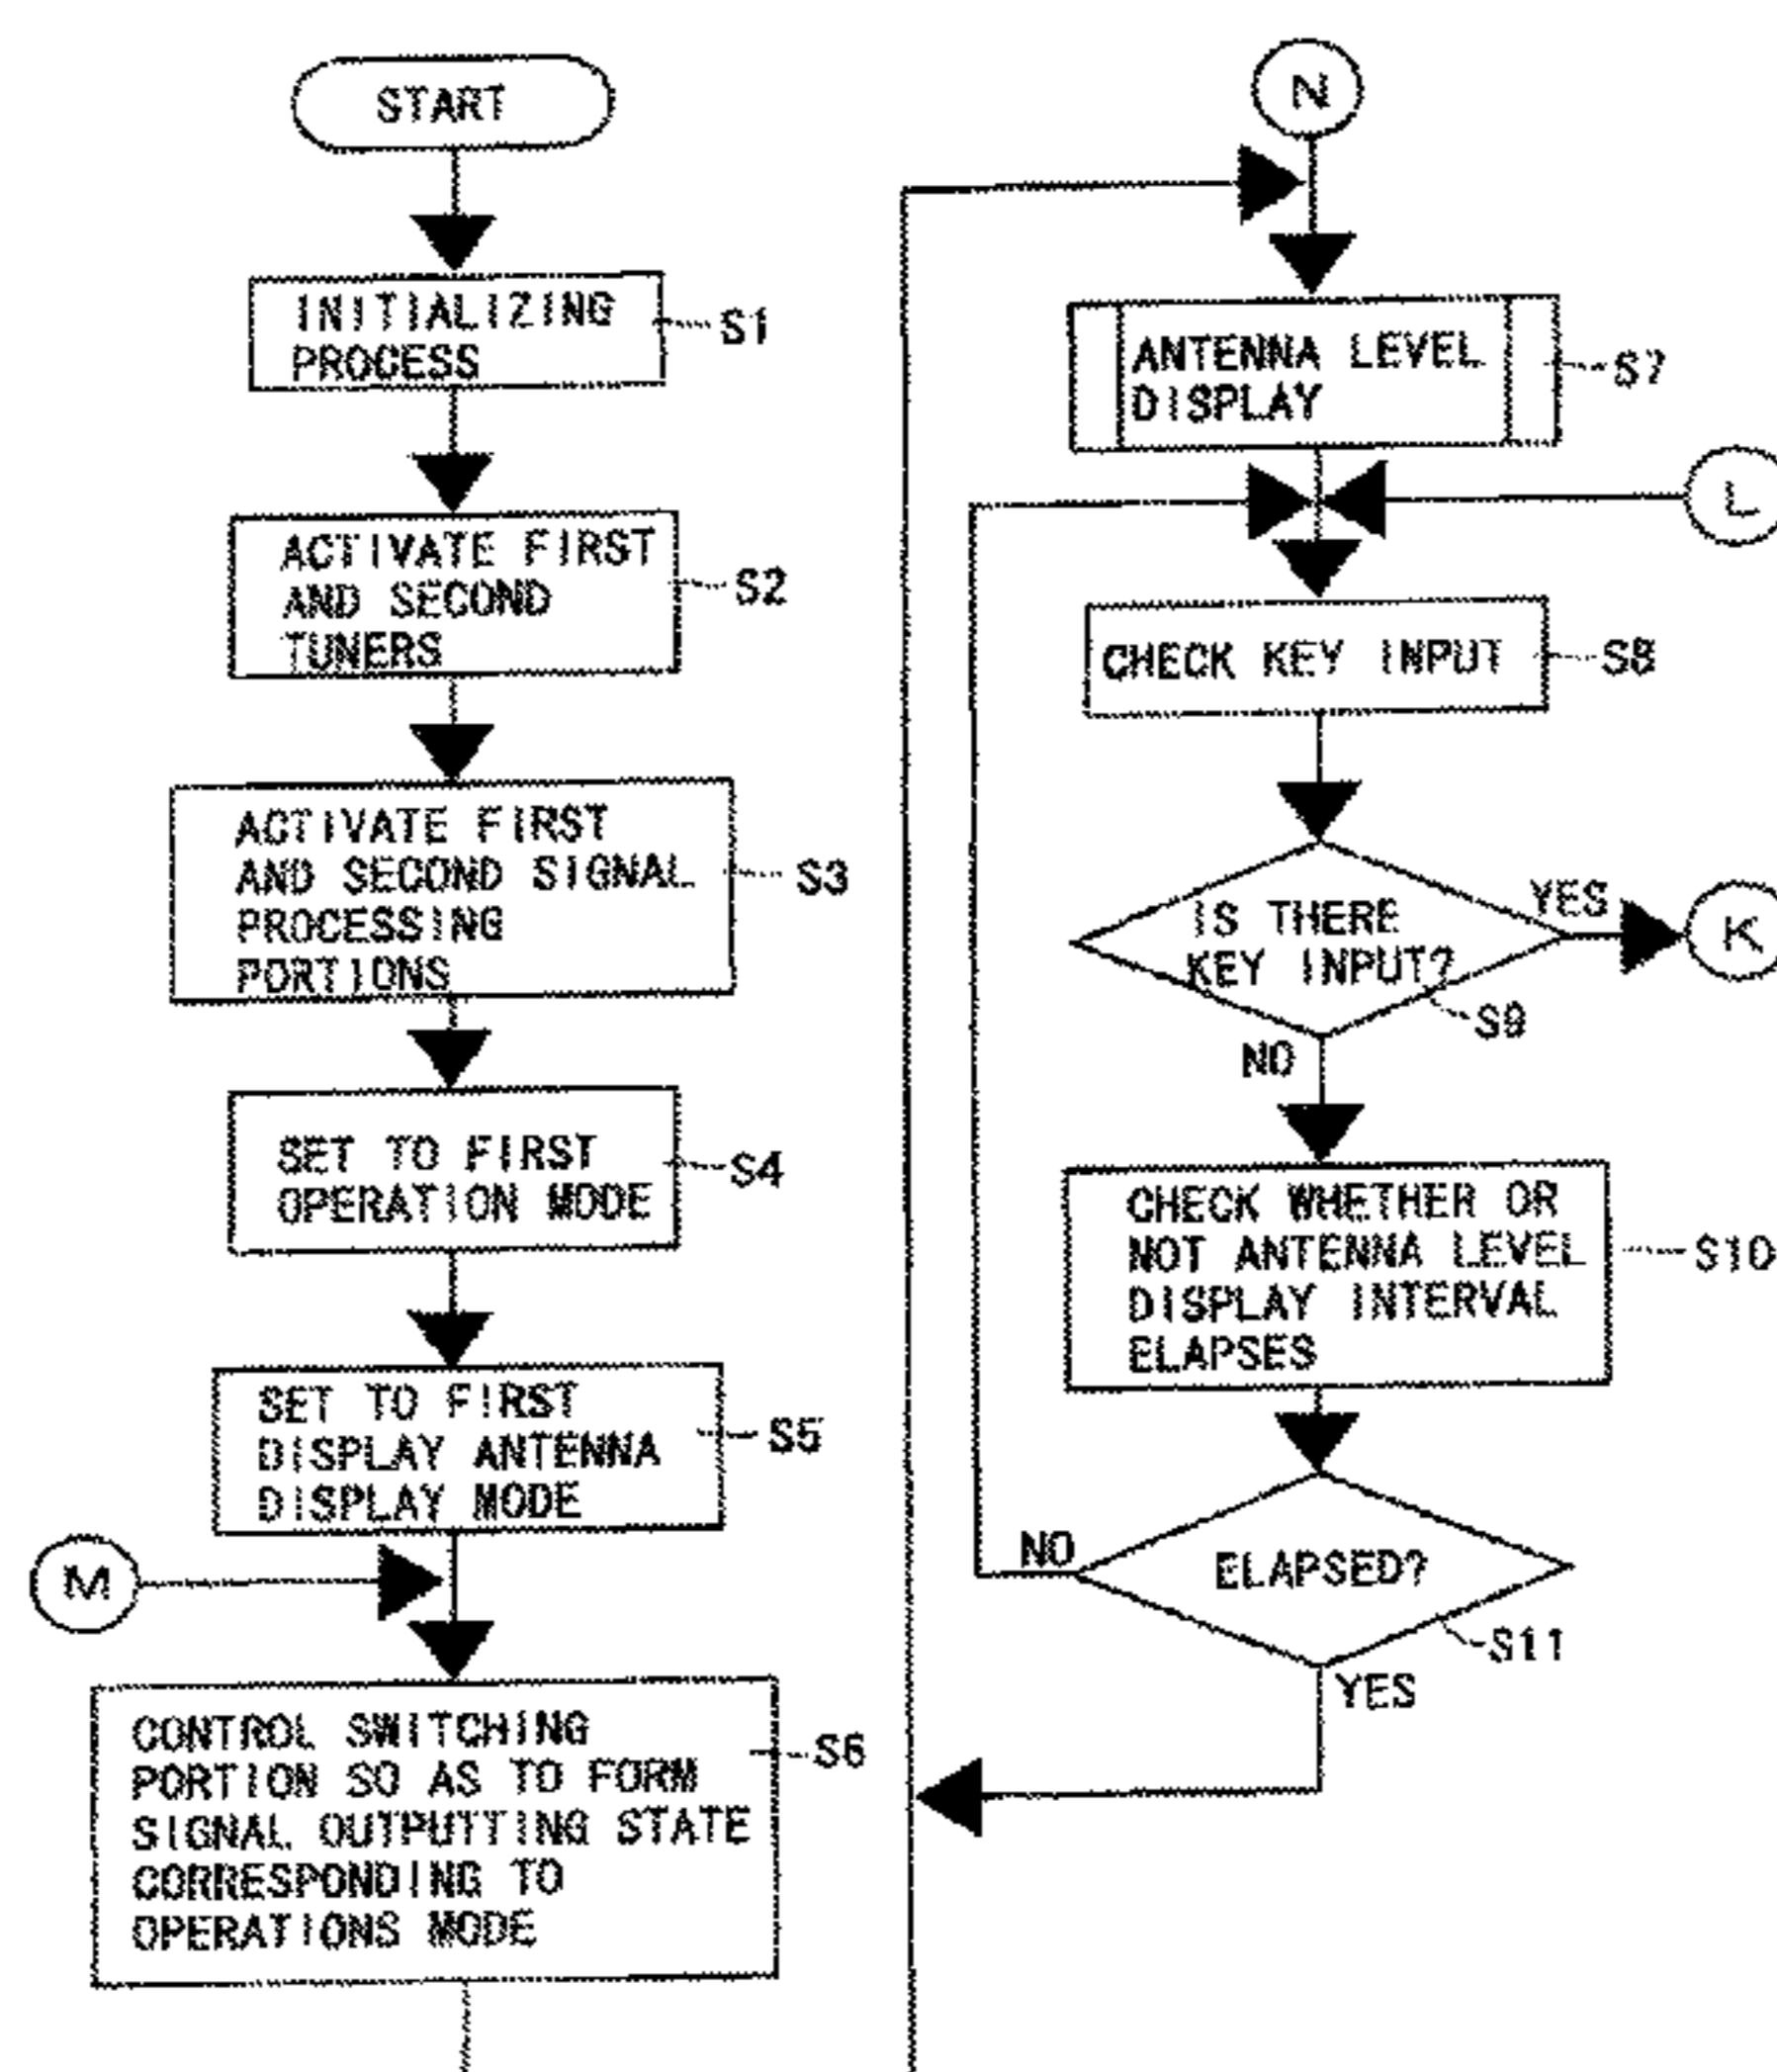 START
INITIALIZING
PROCESS
S1
ACTIVATE FIRST
AND SECOND
TUNERS
S2
ACTIVATE FIRST
AND SECOND SIGNAL
PROCESSING
PORTIONS
S3
SET TO FIRST
OPERATION MODE
S4
SET TO FIRST
DISPLAY ANTENNA
DISPLAY MODE
S5
M
CONTROL SWITCHING
PORTION SO AS TO FORM
SIGNAL OUTPUTTING STATE
CORRESPONDING TO
OPERATIONS MODE
S6
N
ANTENNA LEVEL
DISPLAY
S7
L
CHECK KEY INPUT
S8
IS THERE
KEY INPUT?
YES
K
S9
NO
CHECK WHETHER OR
NOT ANTENNA LEVEL
DISPLAY INTERVAL
ELAPSES
S10
NO
ELAPSED?
S11
YES